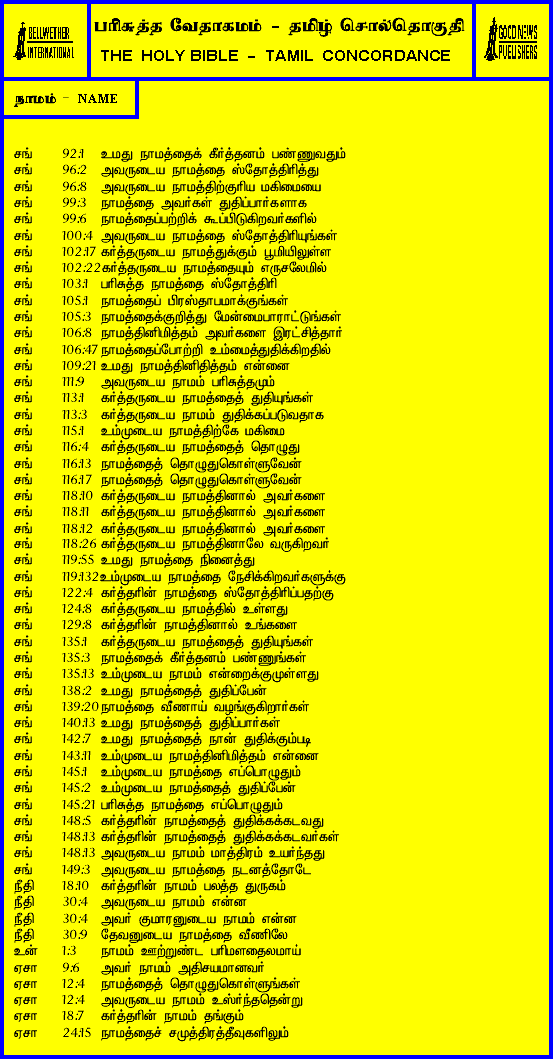 BELLWETHER
INTERNATIONAL
பரிசுத்த வேதாகமம் - தமிழ் சொல்தொகுதி
THE HOLY BIBLE - TAMIL CONCORDANCE
GOOD NEWS
PUBLISHERS
நாமம் - NAME
சங் 92:1 உமது நாமத்தைக் கீர்த்தனம் பண்ணுவதும்
சங் 96:2 அவருடைய நாமத்தை ஸ்தோத்திரித்து
சங் 96:8 அவருடைய நாமத்திற்குரிய மகிமையை
சங் 99:3 நாமத்தை அவர்கள் துதிப்பார்களாக
சங் 99:6 நாமத்தைப்பற்றிக் கூப்பிடுகிறவர்களில்
சங் 100:4 அவருடைய நாமத்தை ஸ்தோத்திரியுங்கள்
சங் 102:17 கர்த்தருடைய நாமத்துக்கும் பூமியிலுள்ள
சங் 102:22 கர்த்தருடைய நாமத்தையும் எருசலேமில்
சங் 103:1 பரிசுத்த நாமத்தை ஸ்தோத்திரி
சங் 105:1 நாமத்தைப் பிரஸ்தாபமாக்குங்கள்
சங் 105:3 நாமத்தைக்குறித்து மேன்மைபாராட்டுங்கள்
சங் 106:8 நாமத்தினிமித்தம் அவர்களை இரட்சித்தார்
சங் 106:47 நாமத்தைப்போற்றி உம்மைத்துதிக்கிறதில்
சங் 109:21 உமது நாமத்தினிதித்தம் என்னை
சங் 111:9 அவருடைய நாமம் பரிசுத்தமும்
சங் 113:1 கர்த்தருடைய நாமத்தைத் துதியுங்கள்
சங் 113:3 கர்த்தருடைய நாமம் துதிக்கப்படுவதாக
சங் 115:1 உம்முடைய நாமத்திற்கே மகிமை
சங் 116:4 கர்த்தருடைய நாமத்தைத் தொழுது
சங் 116:13 நாமத்தைத் தொழுதுகொள்ளுவேன்
சங் 116:17 நாமத்தைத் தொழுதுகொள்ளுவேன்
சங் 118:10 கர்த்தருடைய நாமத்தினால் அவர்களை
சங் 118:11 கர்த்தருடைய நாமத்தினால் அவர்களை
சங் 118:12 கர்த்தருடைய நாமத்தினால் அவர்களை
சங் 118:26 கர்த்தருடைய நாமத்தினாலே வருகிறவர்
சங் 119:55 உமது நாமத்தை நினைத்து
சங் 119:132 உம்முடைய நாமத்தை நேசிக்கிறவர்களுக்கு
சங் 122:4 கர்த்தரின் நாமத்தை ஸ்தோத்திரிப்பதற்கு
சங் 124:8 கர்த்தருடைய நாமத்தில் உள்ளது
சங் 129:8 கர்த்தரின் நாமத்தினால் உங்களை
சங் 135:1 கர்த்தருடைய நாமத்தைத் துதியுங்கள்
சங் 135:3 நாமத்தைக் கீர்த்தனம் பண்ணுங்கள்
சங் 135:13 உம்முடைய நாமம் என்றைக்குமுள்ளது
சங் 138:2 உமது நாமத்தைத் துதிப்பேன்
சங் 139:20 நாமத்தை வீணாய் வழங்குகிறார்கள்
சங் 140:13 உமது நாமத்தைத் துதிப்பார்கள்
சங் 142:7 உமது நாமத்தைத் நான் துதிக்கும்படி
சங் 143:11 உம்முடைய நாமத்தினிமித்தம் என்னை
சங் 145:1 உம்முடைய நாமத்தை எப்பொழுதும்
சங் 145:2 உம்முடைய நாமத்தைத் துதிப்பேன்
சங் 145:21 பரிசுத்த நாமத்தை எப்பொழுதும்
சங் 148:5 கர்த்தரின் நாமத்தைத் துதிக்கக்கடவது
சங் 148:13 கர்த்தரின் நாமத்தைத் துதிக்கக்கடவர்கள்
சங் 148:13 அவருடைய நாமம் மாத்திரம் உயர்ந்தது
சங் 149:3 அவருடைய நாமத்தை நடனத்தோடே
நீதி 18:10 கர்த்தரின் நாமம் பலத்த துருகம்
நீதி 30:4 அவருடைய நாமம் என்ன
நீதி 30:4 அவர் குமாரனுடைய நாமம் என்ன
நீதி 30:9 தேவனுடைய நாமத்தை வீணிலே
உன் 1:3 நாமம் ஊற்றுண்ட பரிமளதைலமாய்
ஏசா 9:6 அவர் நாமம் அதிசயமானவர்
ஏசா 12:4 நாமத்தைத் தொழுதுகொள்ளுங்கள்
ஏசா 12:4 அவருடைய நாமம் உஸ்ர்ந்ததென்று
ஏசா 18:7 கர்த்தரின் நாமம் தங்கும்
ஏசா 24:15 நாமத்தைச் சமுத்திரத்தீவுகளிலும்